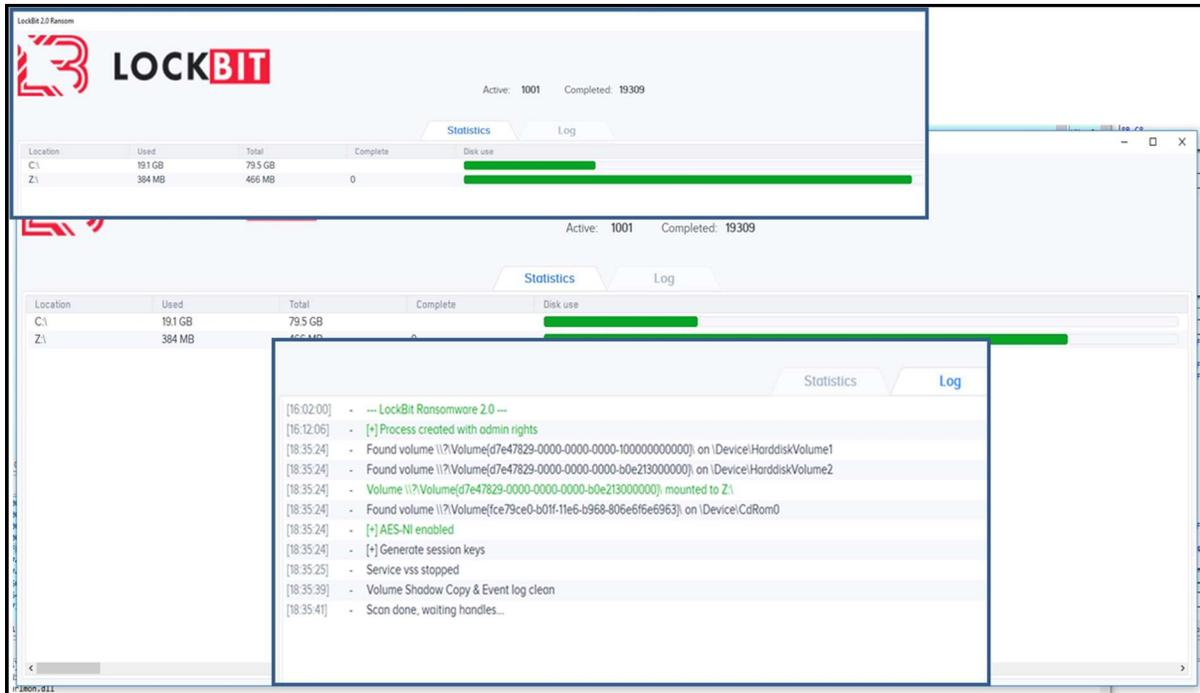 LockBit 2.0 Ransom
LOCKBIT
Active: 1001 Completed: 19309
Statistics Log
Location Used Total Complete Disk use
C:\ 19.1 GB 79.5 GB
Z:\ 384 MB 466 MB 0
Active: 1001 Completed: 19309
Statistics Log
Location Used Total Complete Disk use
C:\ 19.1 GB 79.5 GB
Z:\ 384 MB 466 MB 0
Statistics Log
[16:02:00] - --- LockBit Ransomware 2.0 ---
[16:12:06] - [+] Process created with admin rights
[18:35:24] - Found volume \\?\Volume{d7e47829-0000-0000-0000-100000000000}\ on \Device\HarddiskVolume1
[18:35:24] - Found volume \\?\Volume{d7e47829-0000-0000-0000-b0e213000000}\ on \Device\HarddiskVolume2
[18:35:24] - Volume \\?\Volume{d7e47829-0000-0000-0000-b0e213000000}\ mounted to Z:\
[18:35:24] - Found volume \\?\Volume{fce79ce0-b01f-11e6-b968-806e6f6e6963}\ on \Device\CdRom0
[18:35:24] - [+] AES-NI enabled
[18:35:24] - [+] Generate session keys
[18:35:25] - Service vss stopped
[18:35:39] - Volume Shadow Copy & Event log clean
[18:35:41] - Scan done, waiting handles...